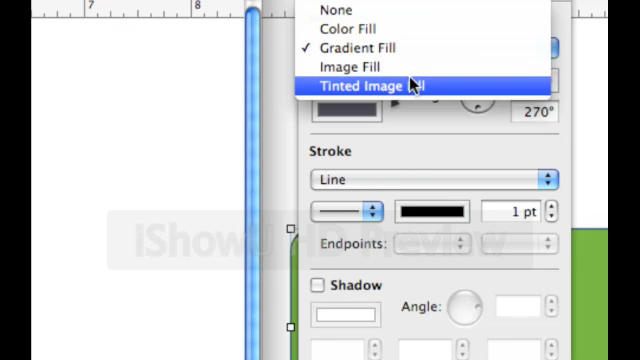 7 8
None
Color Fill
✓ Gradient Fill
Image Fill
Tinted Image Fill
270°
Stroke
Line
1 pt
iShowU HD Preview
Endpoints:
Shadow
Angle: